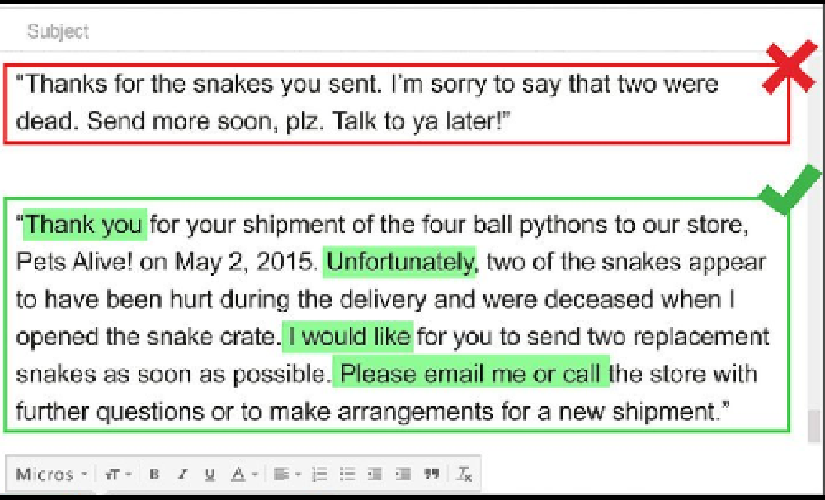 Subject
“Thanks for the snakes you sent. I’m sorry to say that two were
dead. Send more soon, plz. Talk to ya later!”
“Thank you for your shipment of the four ball pythons to our store,
Pets Alive! on May 2, 2015. Unfortunately, two of the snakes appear
to have been hurt during the delivery and were deceased when I
opened the snake crate. I would like for you to send two replacement
snakes as soon as possible. Please email me or call the store with
further questions or to make arrangements for a new shipment.”
Micros T B I U A